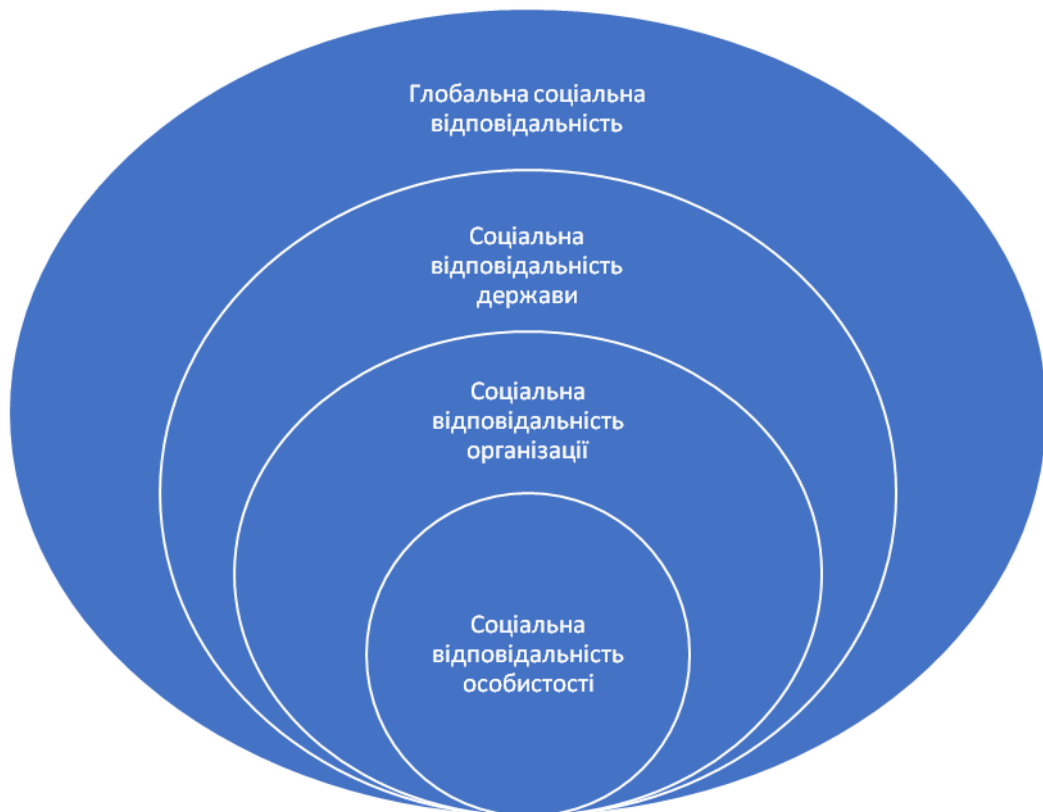 Глобальна соціальна
відповідальність
Соціальна
відповідальність
держави
Соціальна
відповідальність
організації
Соціальна
відповідальність
особистості